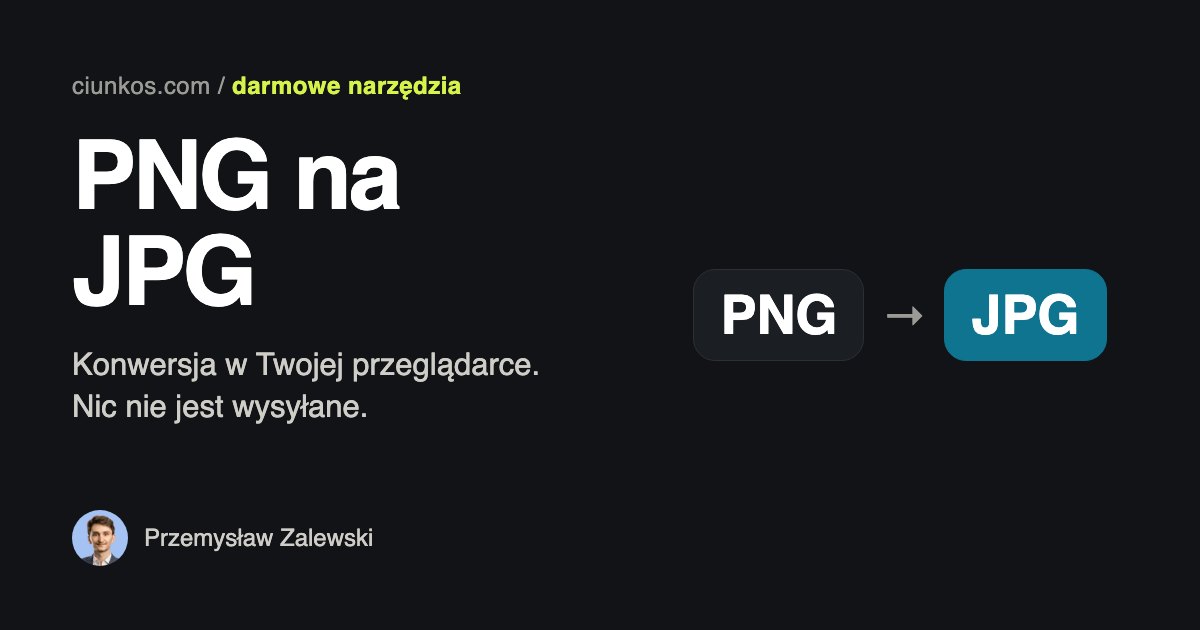 ciunkos.com / darmowe narzędzia
PNG na
JPG
Konwersja w Twojej przeglądarce.
Nic nie jest wysyłane.
PNG → JPG
Przemysław Zalewski